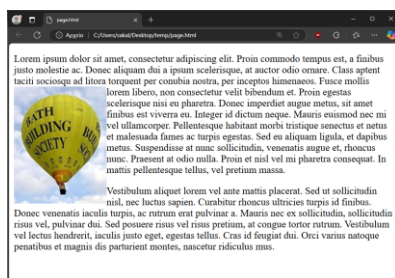 page.html
Αρχείο C:/Users/sakal/Desktop/temp/page.html
Lorem ipsum dolor sit amet, consectetur adipiscing elit. Proin commodo tempus est, a finibus
justo molestie ac. Donec aliquam dui a ipsum scelerisque, at auctor odio ornare. Class aptent
taciti sociosqu ad litora torquent per conubia nostra, per inceptos himenaeos. Fusce mollis
lorem libero, non consectetur velit bibendum et. Proin egestas
scelerisque nisi eu pharetra. Donec imperdiet augue metus, sit amet
finibus est viverra eu. Integer id dictum neque. Mauris euismod nec mi
vel ullamcorper. Pellentesque habitant morbi tristique senectus et netus
et malesuada fames ac turpis egestas. Sed eu aliquam ligula, et dapibus
metus. Suspendisse at nunc sollicitudin, venenatis augue et, rhoncus
nunc. Praesent at odio nulla. Proin et nisl vel mi pharetra consequat. In
mattis pellentesque tellus, vel pretium massa.
BATH
BUILDING
SOCIETY
Vestibulum aliquet lorem vel ante mattis placerat. Sed ut sollicitudin
nisl, nec luctus sapien. Curabitur rhoncus ultricies turpis id finibus.
Donec venenatis iaculis turpis, ac rutrum erat pulvinar a. Mauris nec ex sollicitudin, sollicitudin
risus vel, pulvinar dui. Sed posuere risus vel risus pretium, at congue tortor rutrum. Vestibulum
vel lectus hendrerit, iaculis justo eget, egestas tellus. Cras id feugiat dui. Orci varius natoque
penatibus et magnis dis parturient montes, nascetur ridiculus mus.